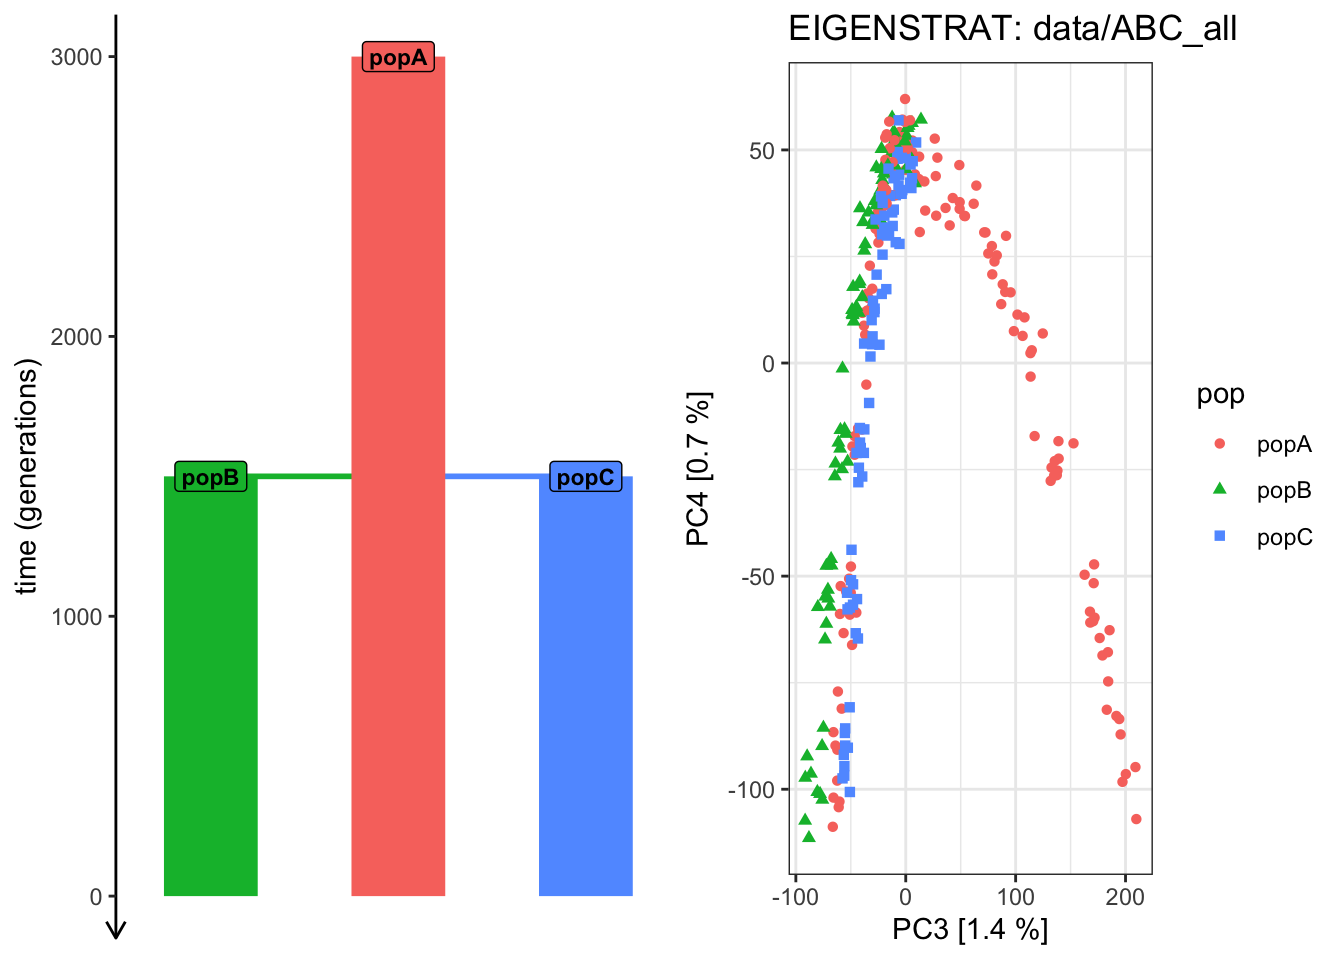 time (generations)
3000
2000
1000
0
popA
popB
popC
EIGENSTRAT: data/ABC_all
PC4 [0.7 %]
50
0
-50
-100
-100 0 100 200
PC3 [1.4 %]
pop
popA
popB
popC